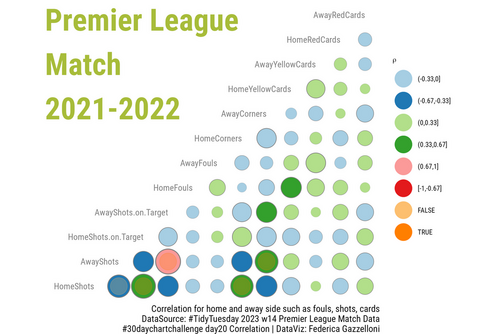 Premier League
Match
2021-2022
AwayRedCards
HomeRedCards
AwayYellowCards
HomeYellowCards
AwayCorners
HomeCorners
AwayFouls
HomeFouls
AwayShots.on.Target
HomeShots.on.Target
AwayShots
HomeShots
ρ
(-0.33,0]
(-0.67,-0.33]
(0,0.33]
(0.33,0.67]
(0.67,1]
[-1,-0.67]
FALSE
TRUE
Correlation for home and away side such as fouls, shots, cards
DataSource: #TidyTuesday 2023 w14 Premier League Match Data
#30daychartchallenge day20 Correlation | DataViz: Federica Gazzelloni